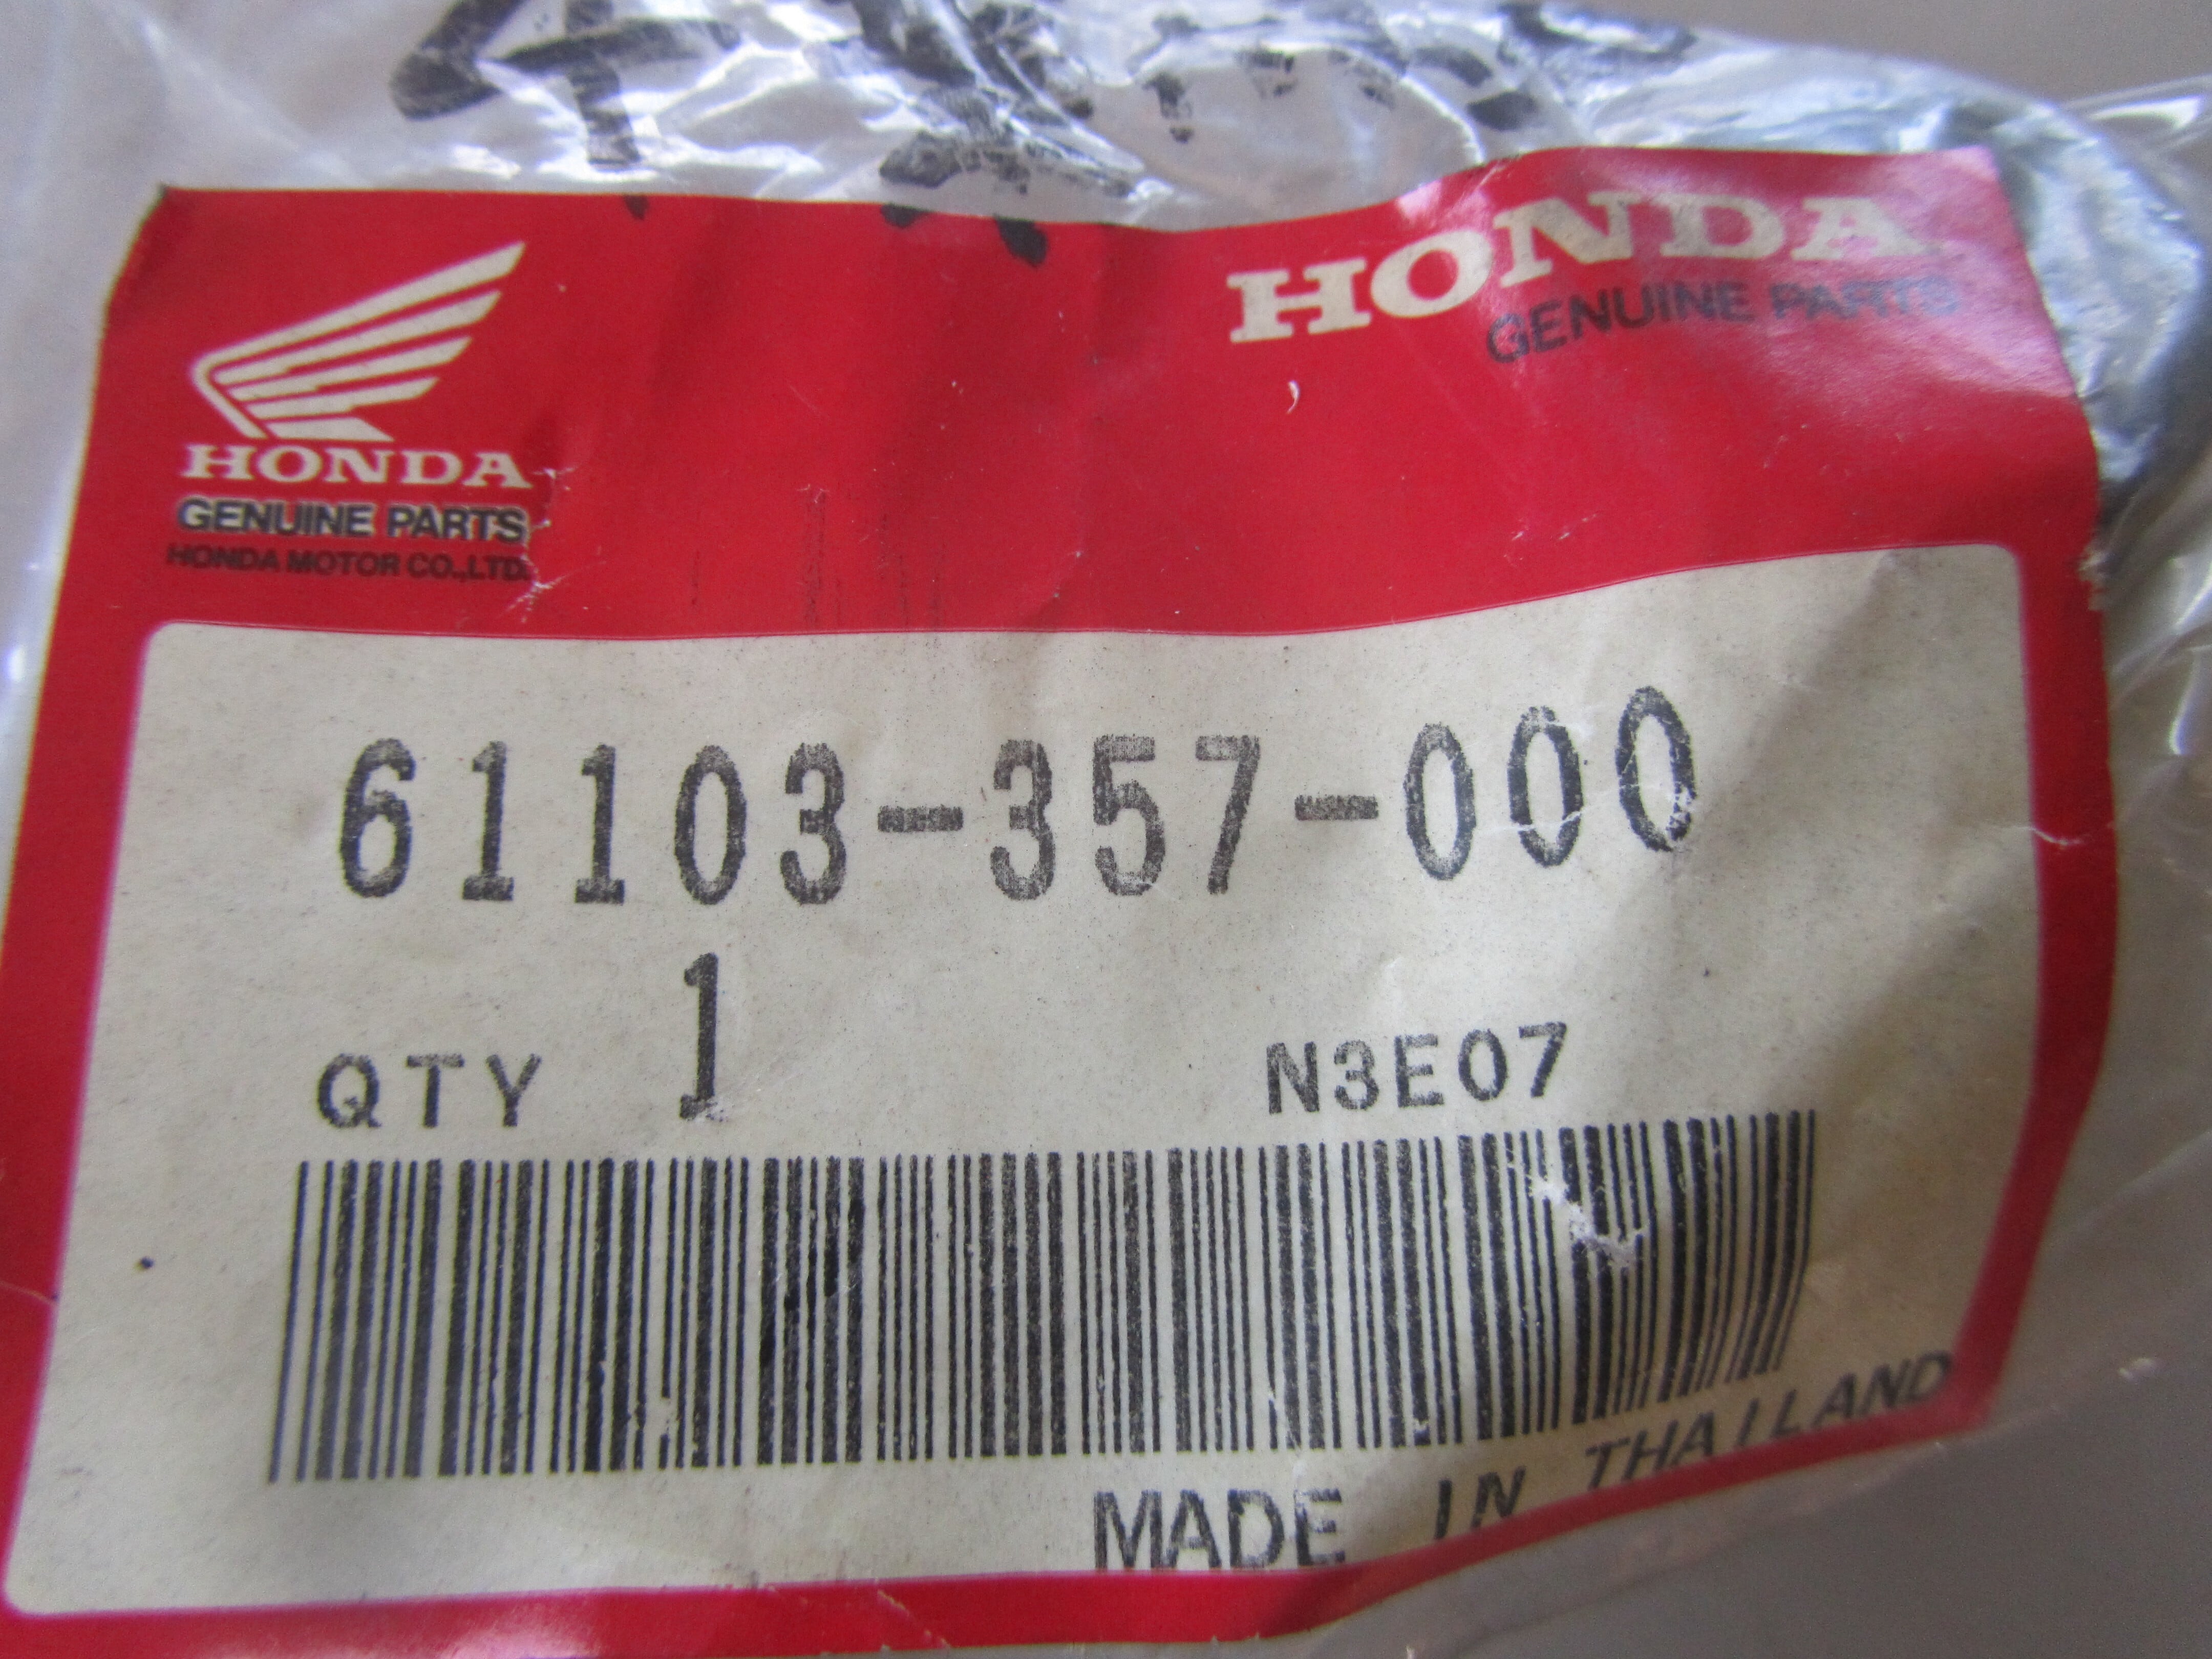 HONDA
GENUINE PARTS
HONDA
GENUINE PARTS
HONDA MOTOR CO.,LTD.
61103-357-000
QTY 1 N3E07
MADE IN THAILAND